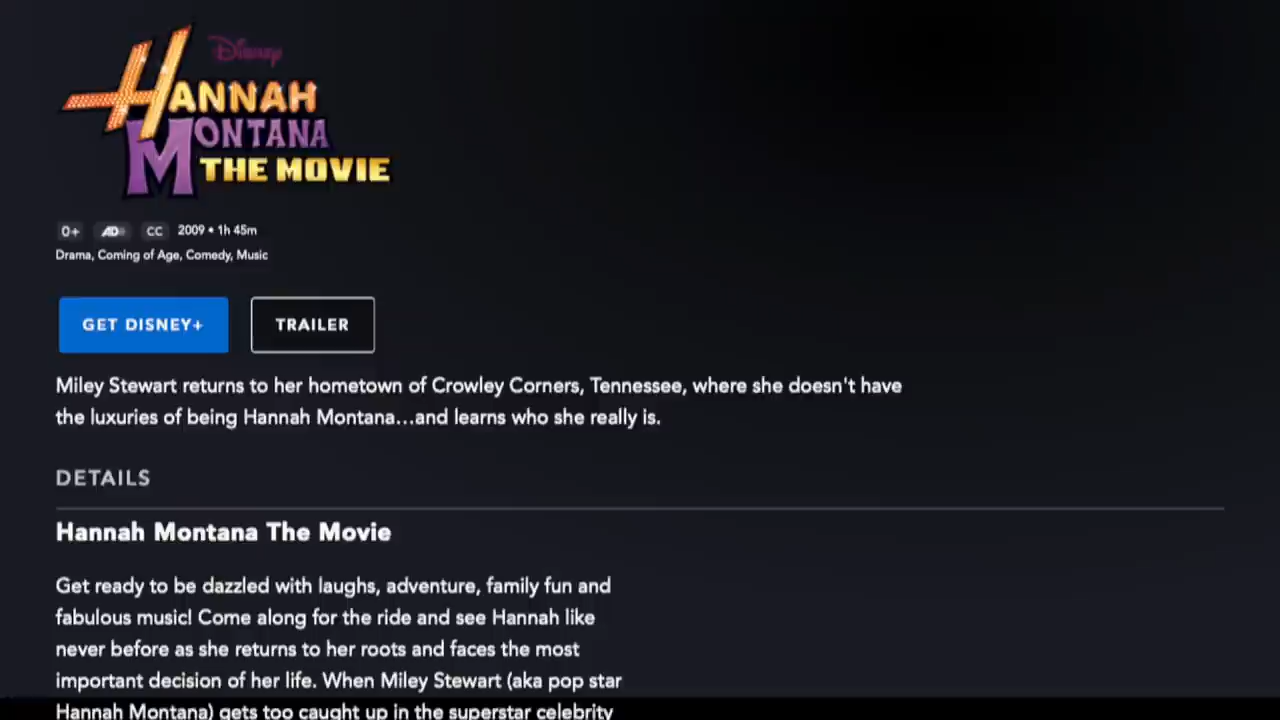 Disney
HANNAH
MONTANA
THE MOVIE
0+ AD CC 2009 • 1h 45m
Drama, Coming of Age, Comedy, Music
GET DISNEY+ TRAILER
Miley Stewart returns to her hometown of Crowley Corners, Tennessee, where she doesn't have
the luxuries of being Hannah Montana...and learns who she really is.
DETAILS
Hannah Montana The Movie
Get ready to be dazzled with laughs, adventure, family fun and
fabulous music! Come along for the ride and see Hannah like
never before as she returns to her roots and faces the most
important decision of her life. When Miley Stewart (aka pop star
Hannah Montana) gets too caught up in the superstar celebrity